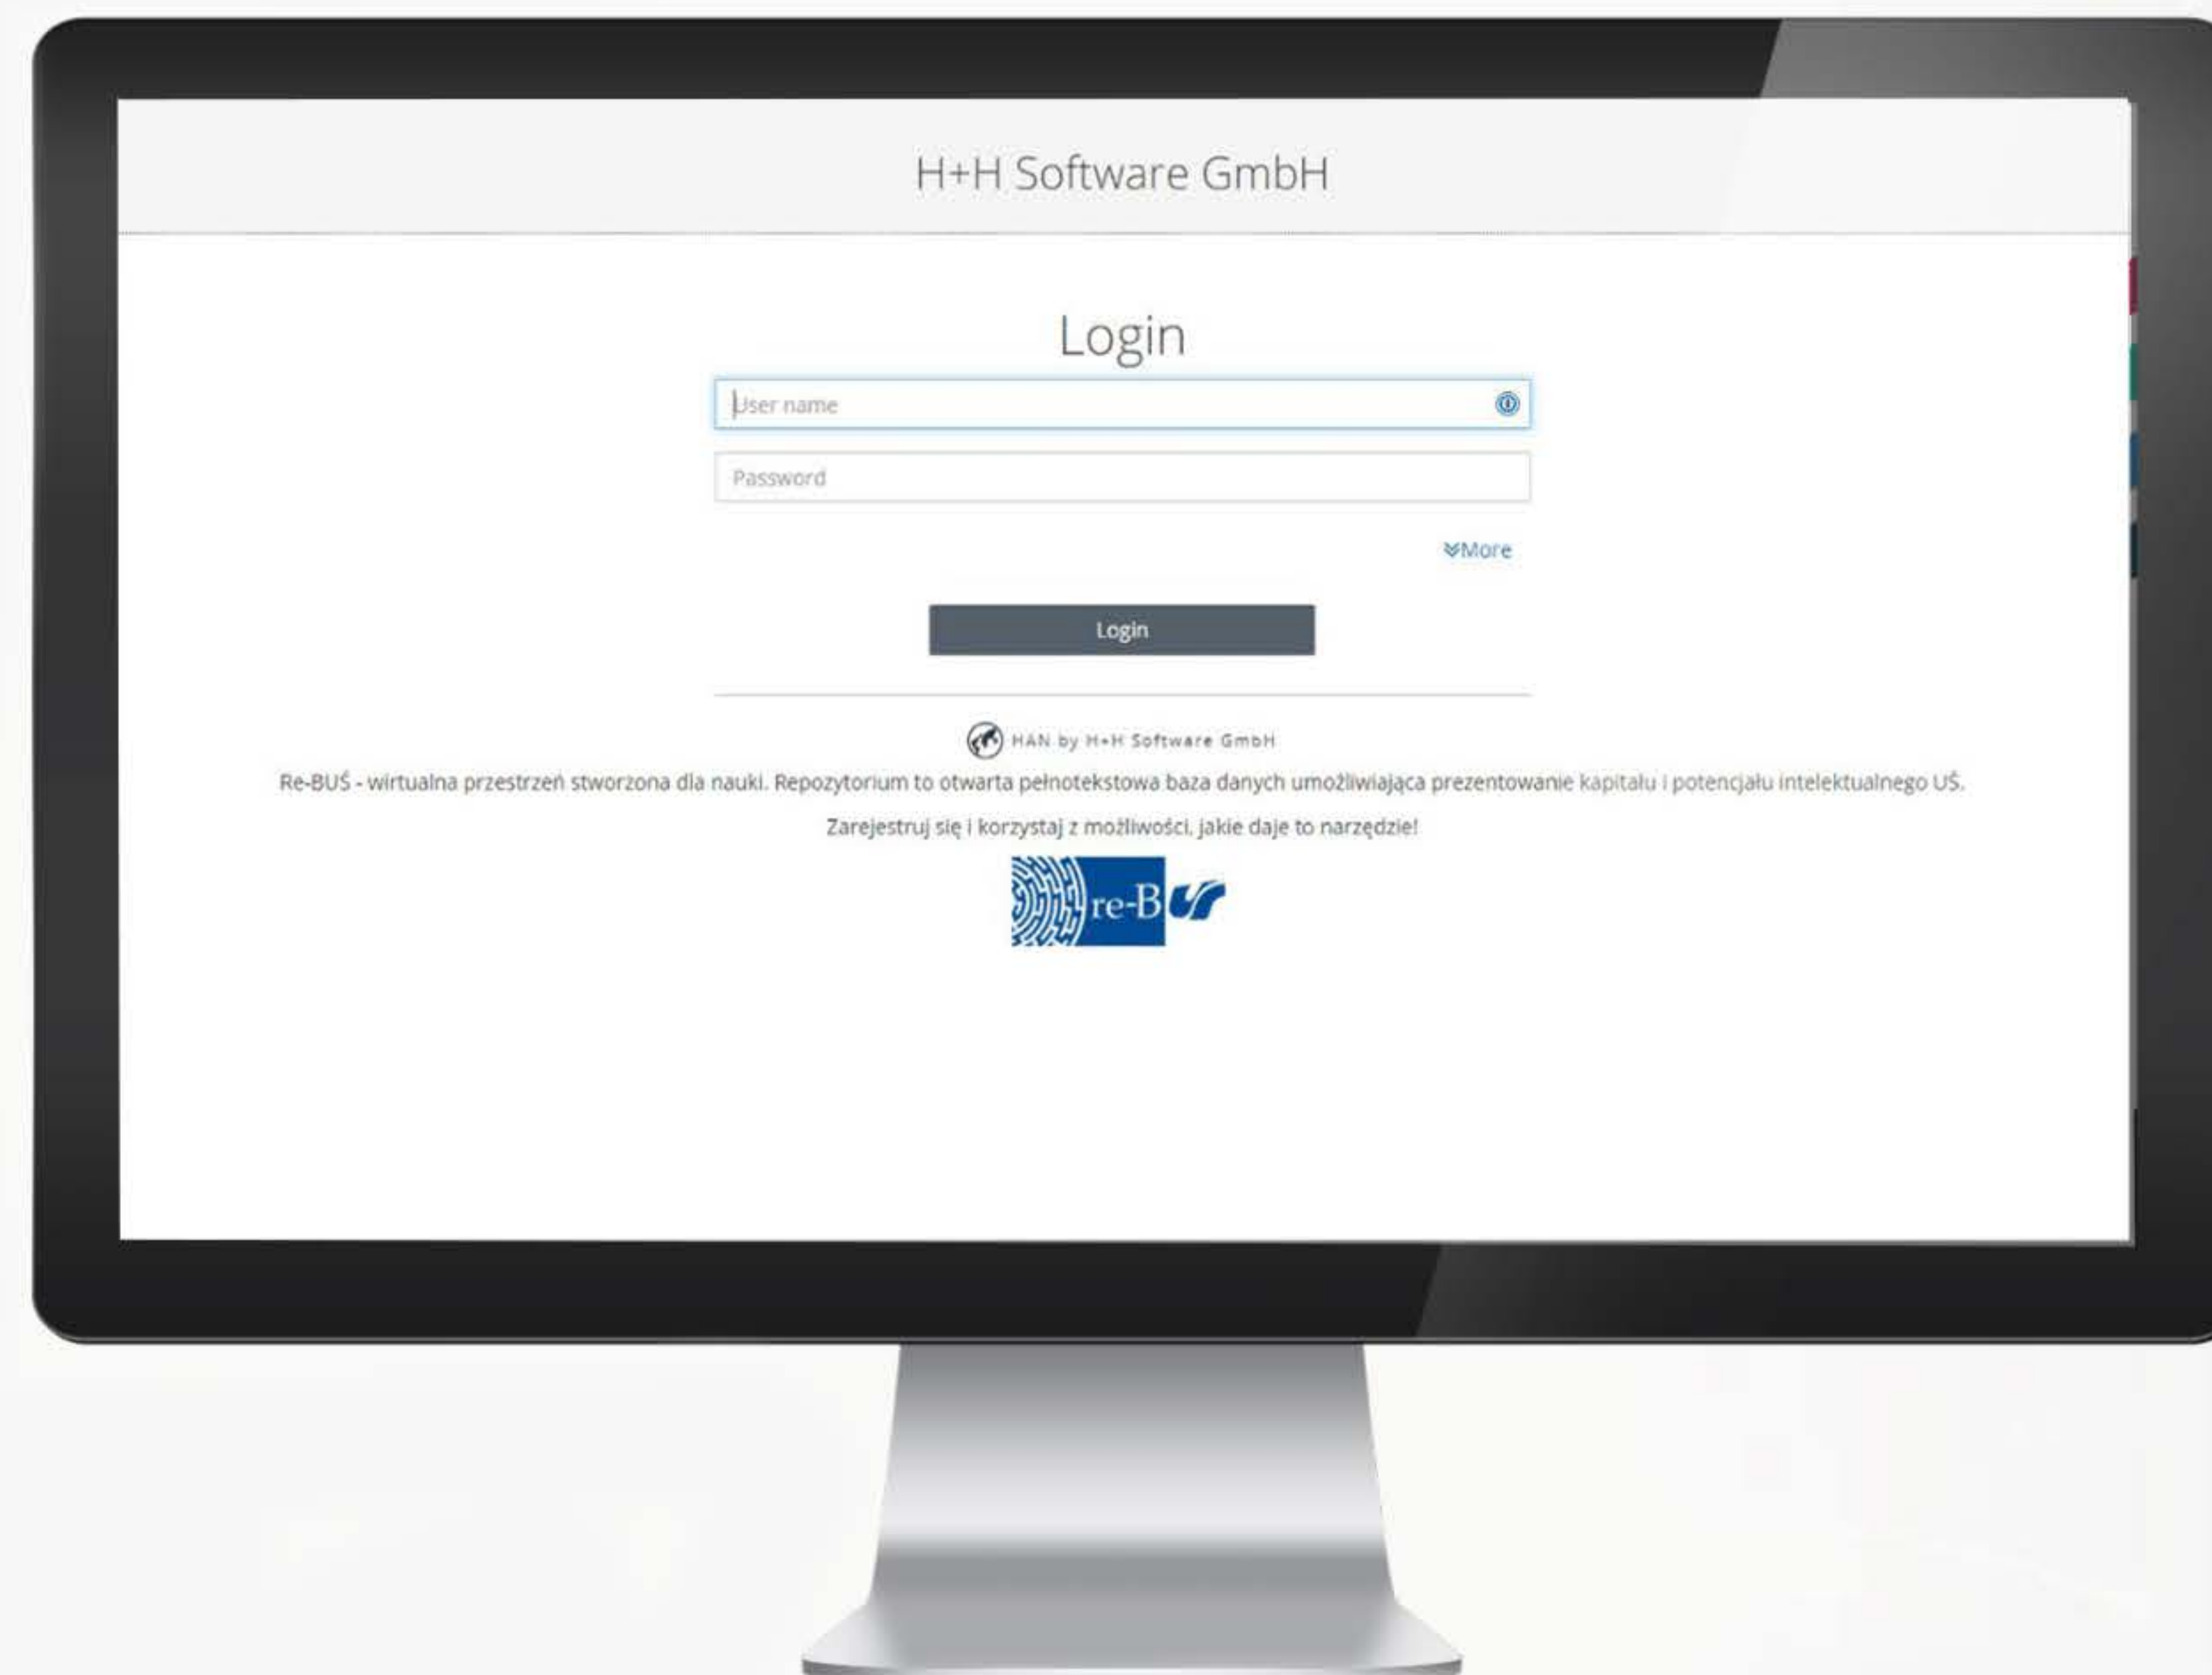 H+H Software GmbH
Login
User name
Password
More
Login
HAN by H+H Software GmbH
Re-BUŚ - wirtualna przestrzeń stworzona dla nauki. Repozytorium to otwarta pełnotekstowa baza danych umożliwiająca prezentowanie kapitału i potencjału intelektualnego UŚ.
Zarejestruj się i korzystaj z możliwości, jakie daje to narzędzie!
re-B